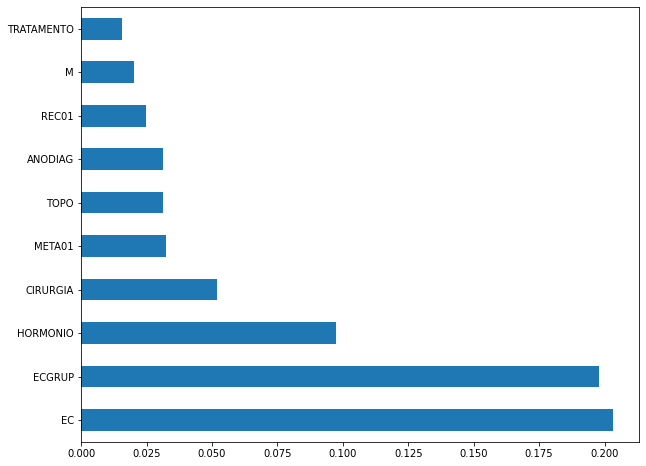 TRATAMENTO
M
REC01
ANODIAG
TOPO
META01
CIRURGIA
HORMONIO
ECGRUP
EC
0.000 0.025 0.050 0.075 0.100 0.125 0.150 0.175 0.200